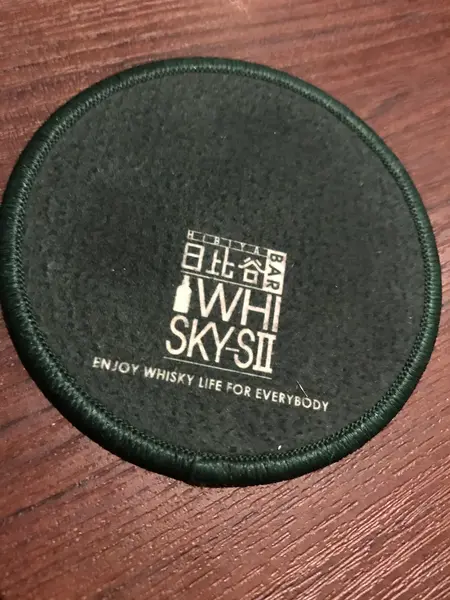 HIBIYA
日比谷 BAR
WHI
SKY-SII
ENJOY WHISKY LIFE FOR EVERYBODY